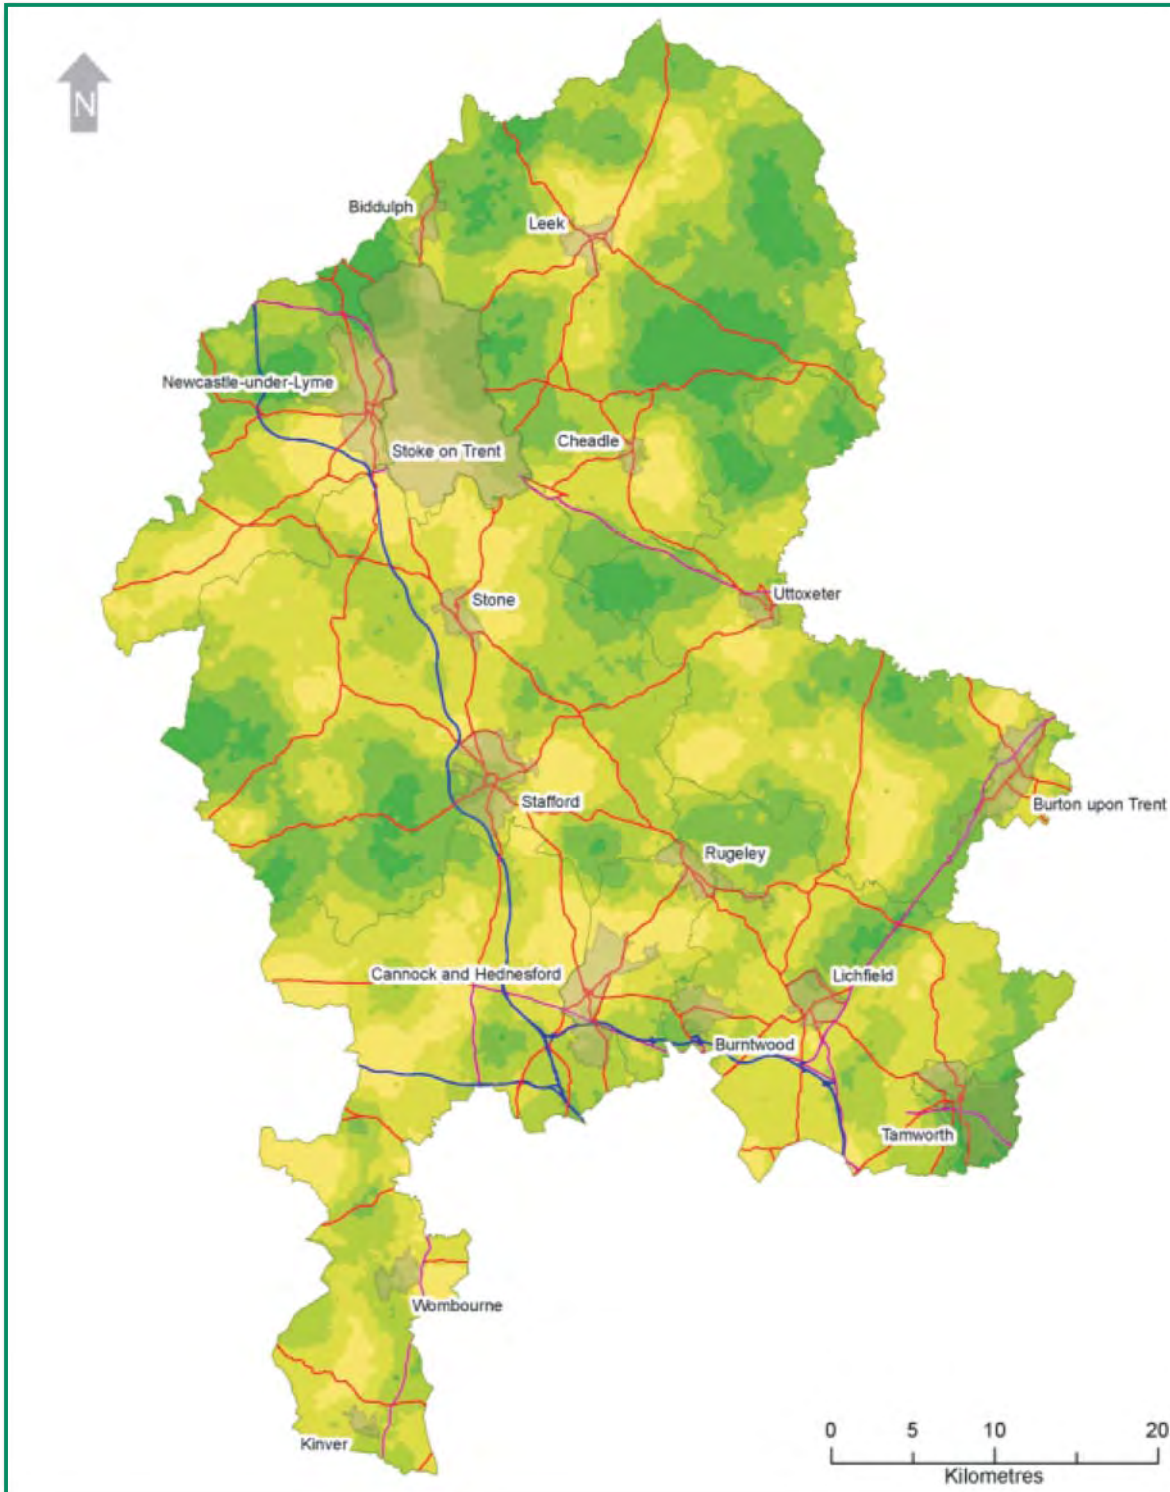 N
Biddulph
Leek
Newcastle-under-Lyme
Stoke on Trent
Cheadle
Stone
Uttoxeter
Stafford
Burton upon Trent
Rugeley
Cannock and Hednesford
Lichfield
Burntwood
Tamworth
Wombourne
Kinver
0 5 10 20
Kilometres